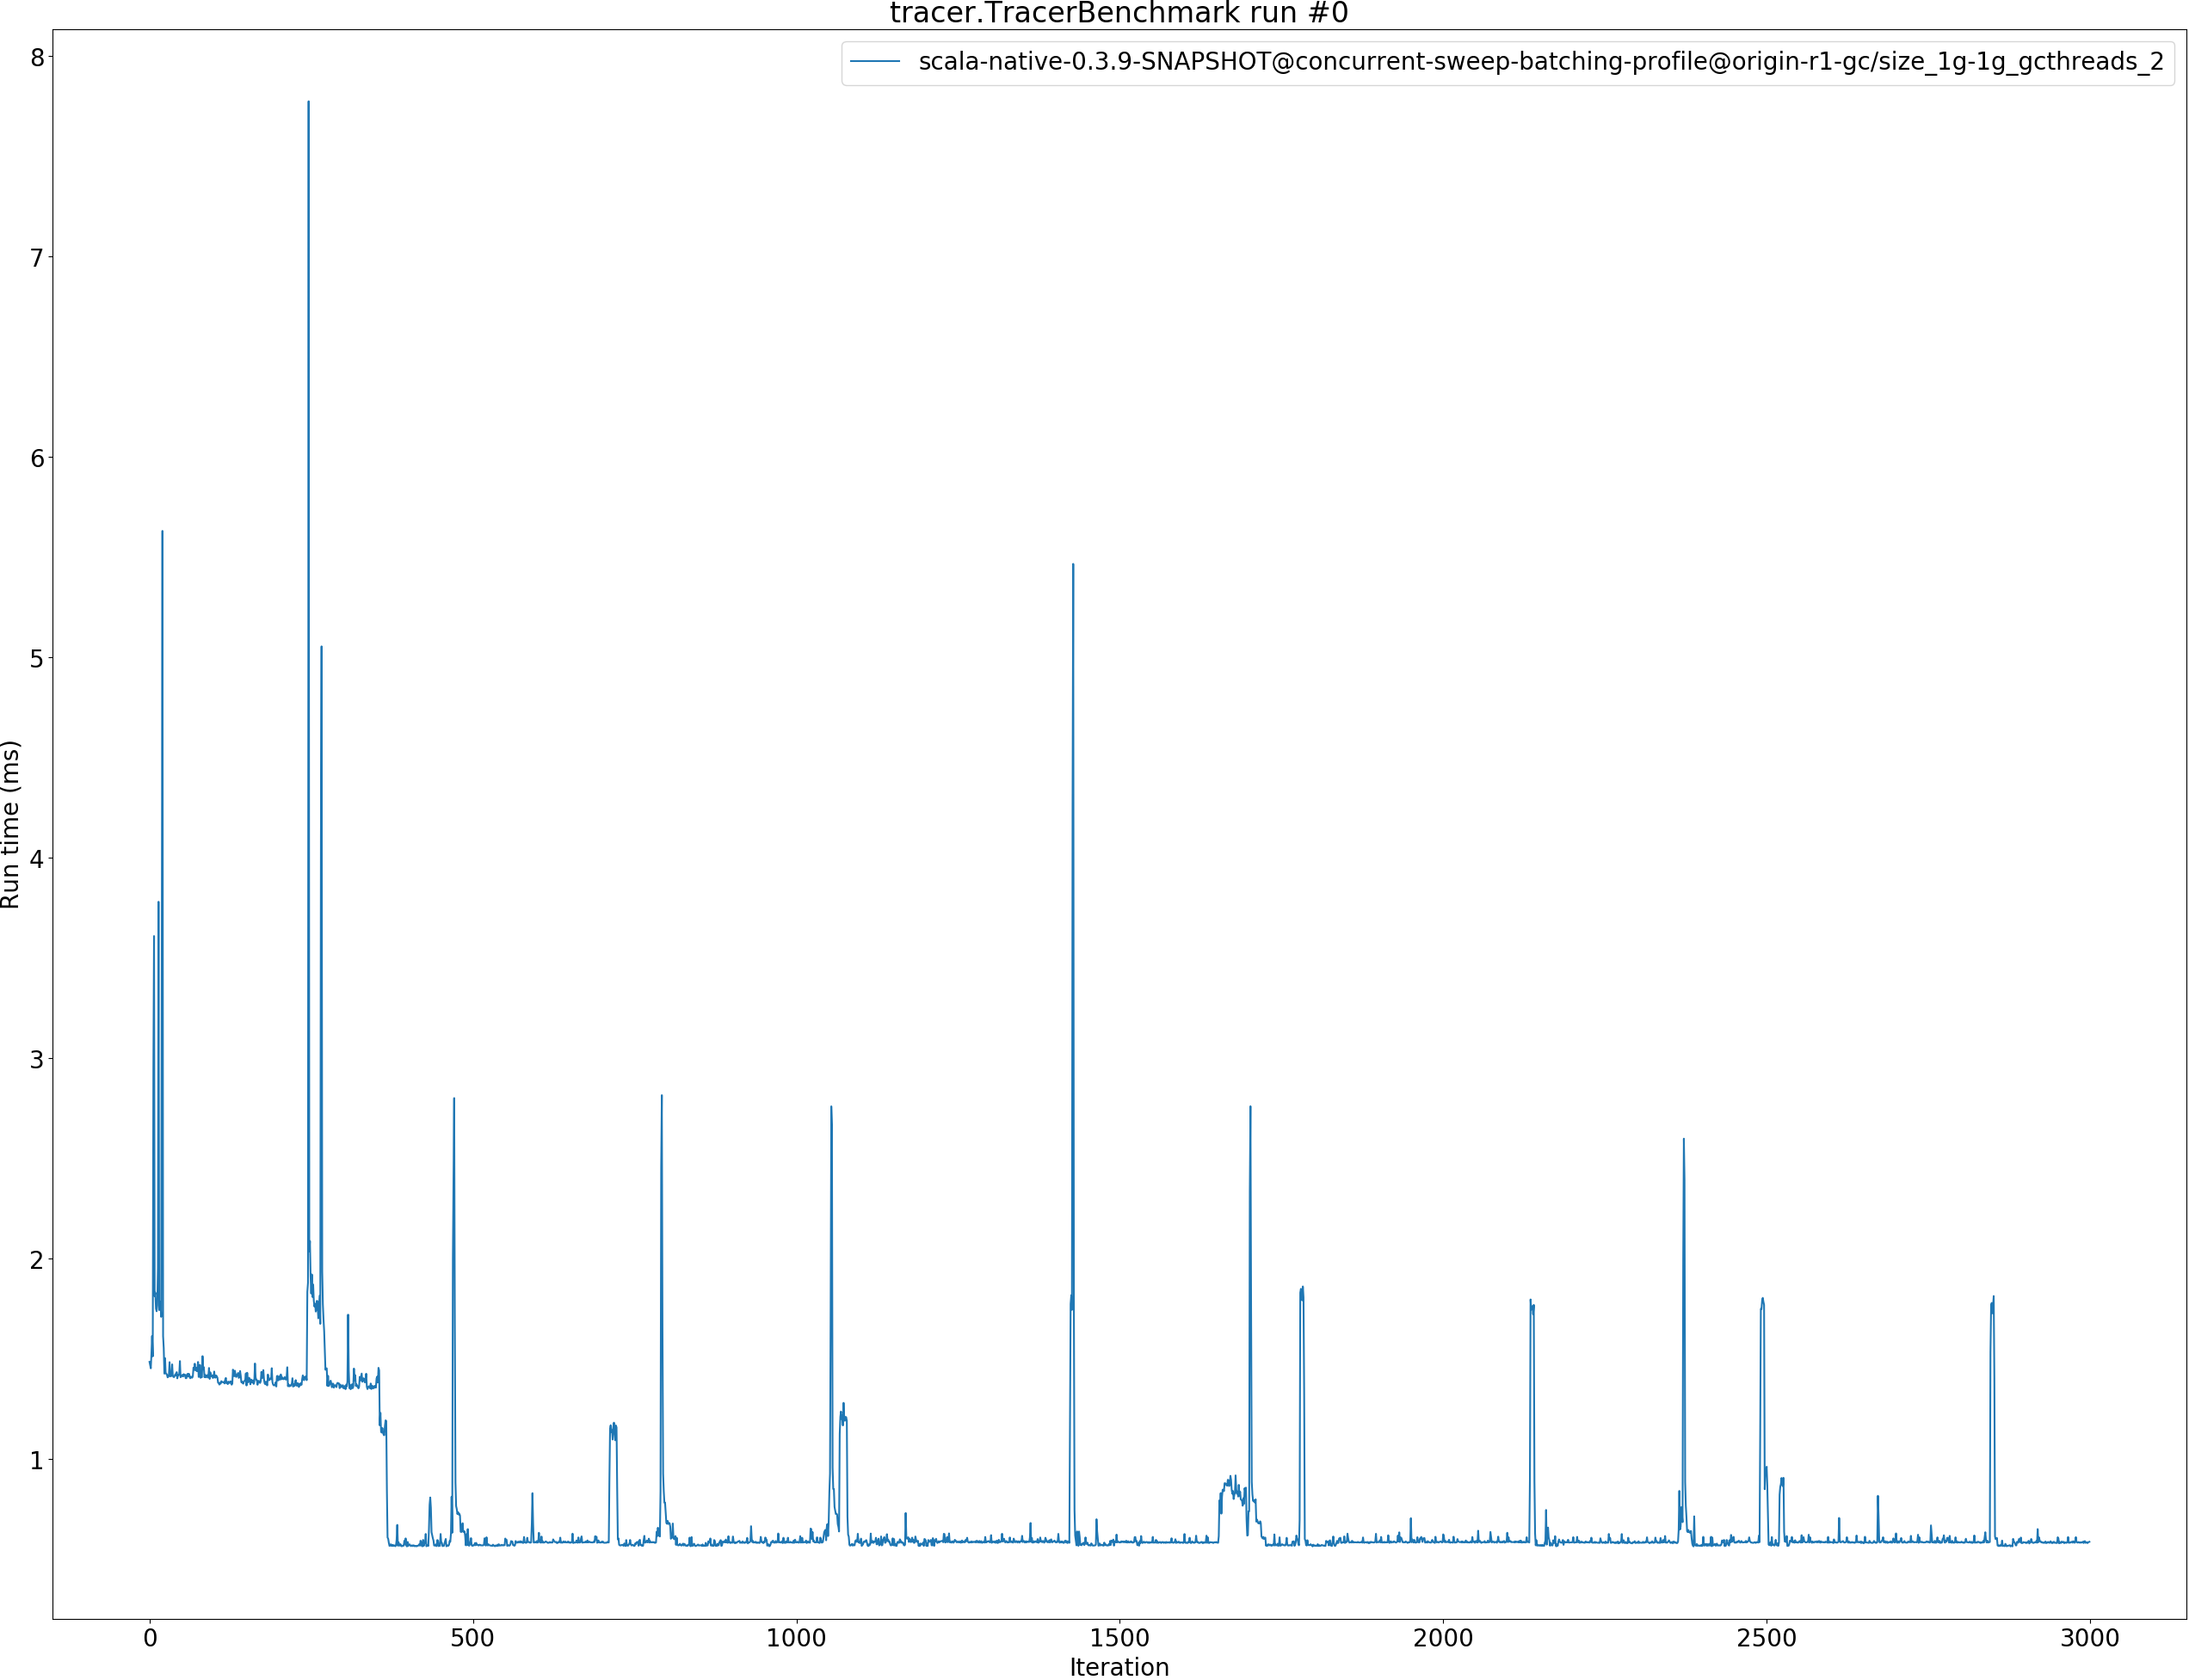 tracer.TracerBenchmark run #0
scala-native-0.3.9-SNAPSHOT@concurrent-sweep-batching-profile@origin-r1-gc/size_1g-1g_gcthreads_2
Run time (ms)
8
7
6
5
4
3
2
1
0 500 1000 1500 2000 2500 3000
Iteration